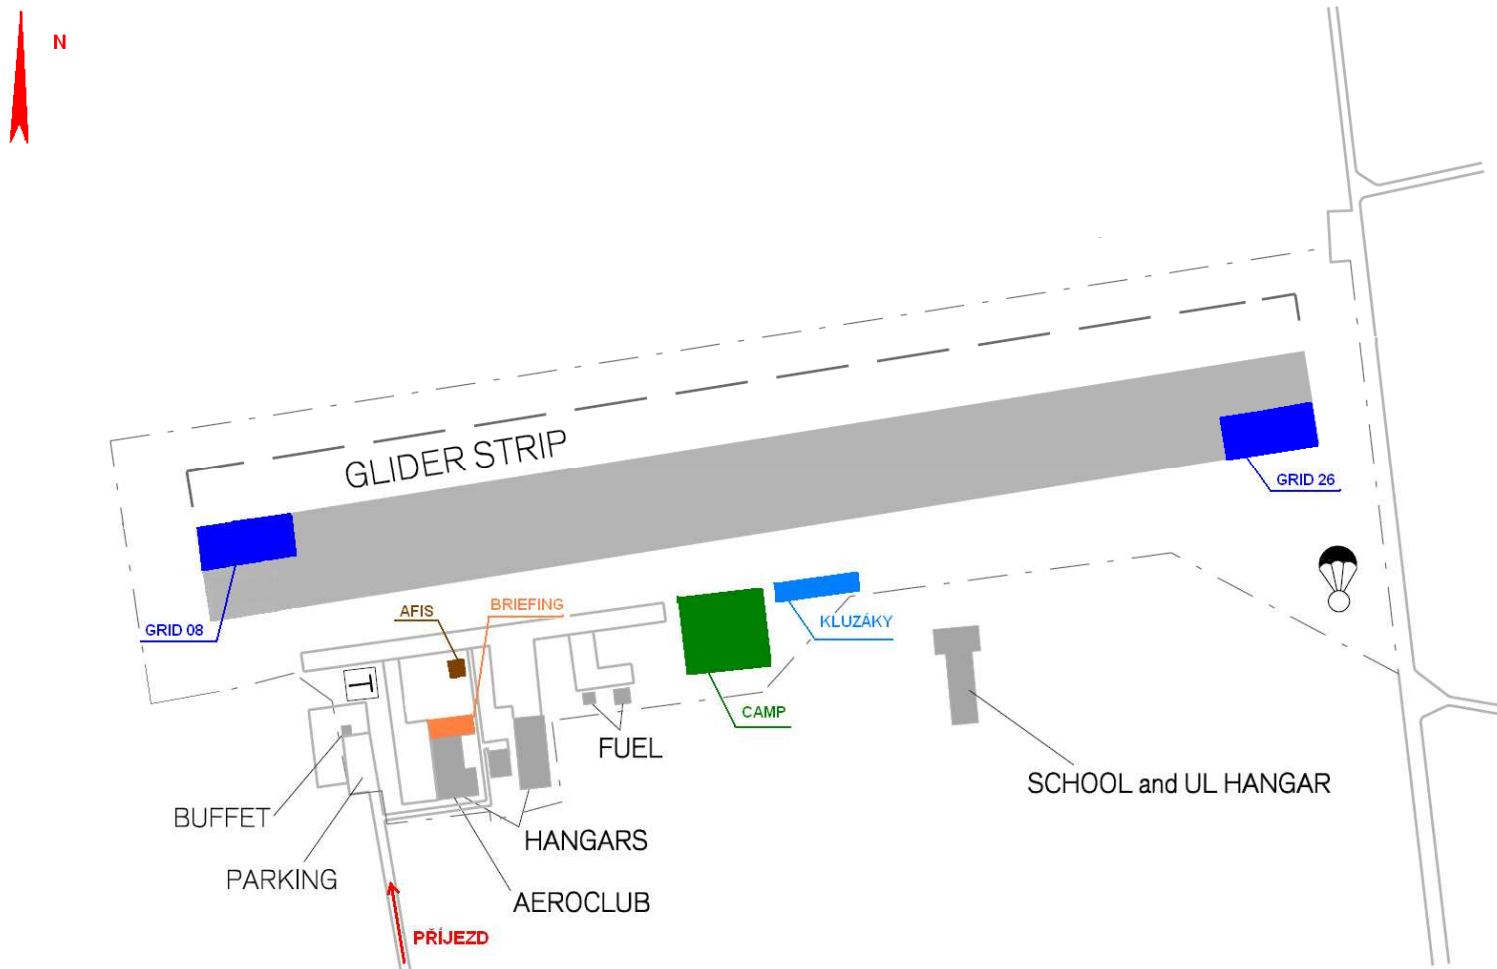 N
GLIDER STRIP
GRID 26
GRID 08
AFIS
BRIEFING
KLUZÁKY
T
CAMP
FUEL
SCHOOL and UL HANGAR
BUFFET
HANGARS
PARKING
AEROCLUB
PŘÍJEZD